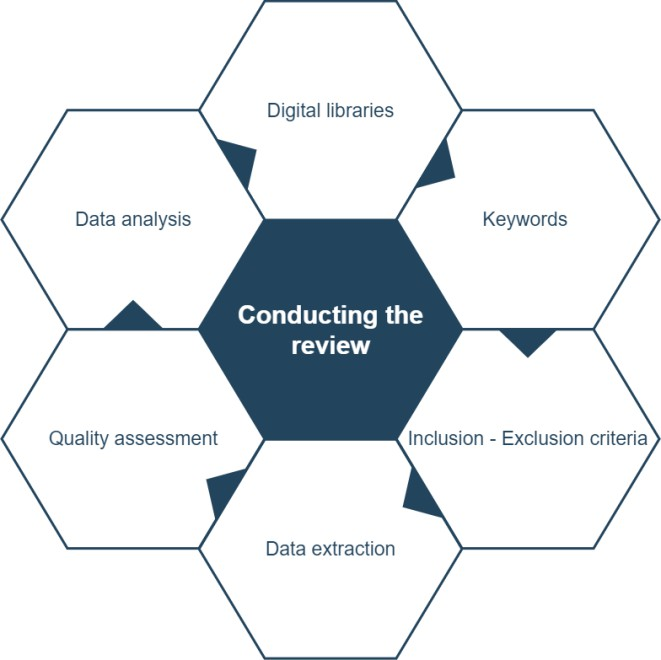 Digital libraries
Data analysis
Keywords
Conducting the
review
Quality assessment
Inclusion - Exclusion criteria
Data extraction